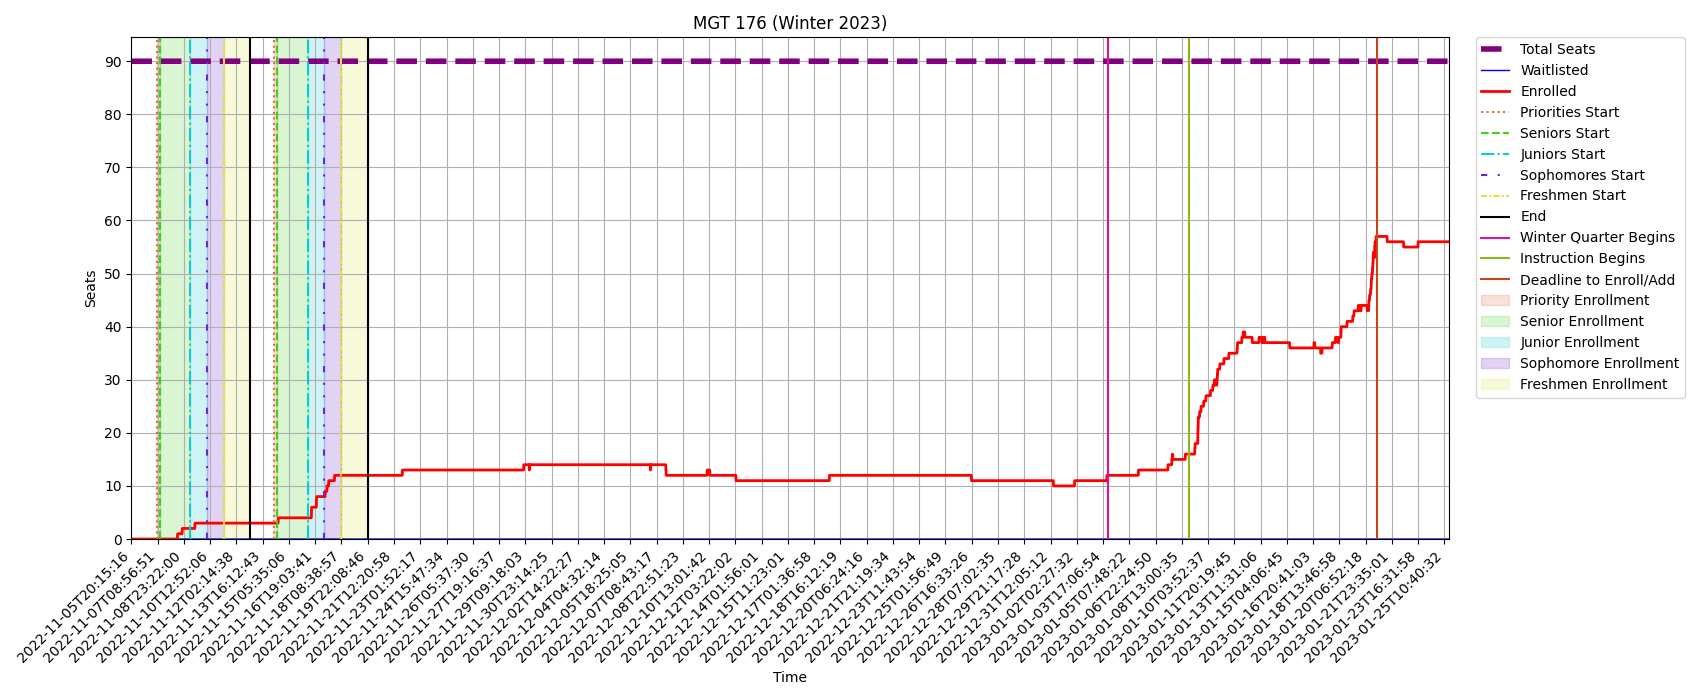 MGT 176 (Winter 2023)
Seats
90
80
70
60
50
40
30
20
10
0
2022-11-05T20:15:16
2022-11-07T08:56:51
2022-11-08T23:22:00
2022-11-10T12:52:06
2022-11-12T02:14:38
2022-11-13T16:12:43
2022-11-15T05:35:06
2022-11-16T19:03:41
2022-11-18T08:38:57
2022-11-19T22:08:46
2022-11-21T11:20:58
2022-11-23T01:52:17
2022-11-24T15:47:34
2022-11-26T05:37:30
2022-11-27T19:16:37
2022-11-29T09:18:03
2022-11-30T23:14:25
2022-12-02T14:22:27
2022-12-04T04:32:14
2022-12-05T18:25:05
2022-12-07T08:43:17
2022-12-08T22:51:23
2022-12-10T13:01:42
2022-12-12T03:22:02
2022-12-14T01:56:01
2022-12-15T11:23:01
2022-12-17T01:36:58
2022-12-18T16:12:19
2022-12-20T06:24:16
2022-12-21T21:19:34
2022-12-23T11:43:54
2022-12-25T01:56:49
2022-12-26T16:33:26
2022-12-28T07:02:35
2022-12-29T21:17:28
2022-12-31T12:05:12
2023-01-02T02:27:32
2023-01-03T17:06:54
2023-01-05T07:48:22
2023-01-06T22:24:50
2023-01-08T13:00:35
2023-01-10T03:52:37
2023-01-11T20:19:45
2023-01-13T11:31:06
2023-01-15T04:06:45
2023-01-16T20:41:03
2023-01-18T13:46:58
2023-01-20T06:52:18
2023-01-21T23:35:01
2023-01-23T16:31:58
2023-01-25T10:40:32
Time
Total Seats
Waitlisted
Enrolled
Priorities Start
Seniors Start
Juniors Start
Sophomores Start
Freshmen Start
End
Winter Quarter Begins
Instruction Begins
Deadline to Enroll/Add
Priority Enrollment
Senior Enrollment
Junior Enrollment
Sophomore Enrollment
Freshmen Enrollment